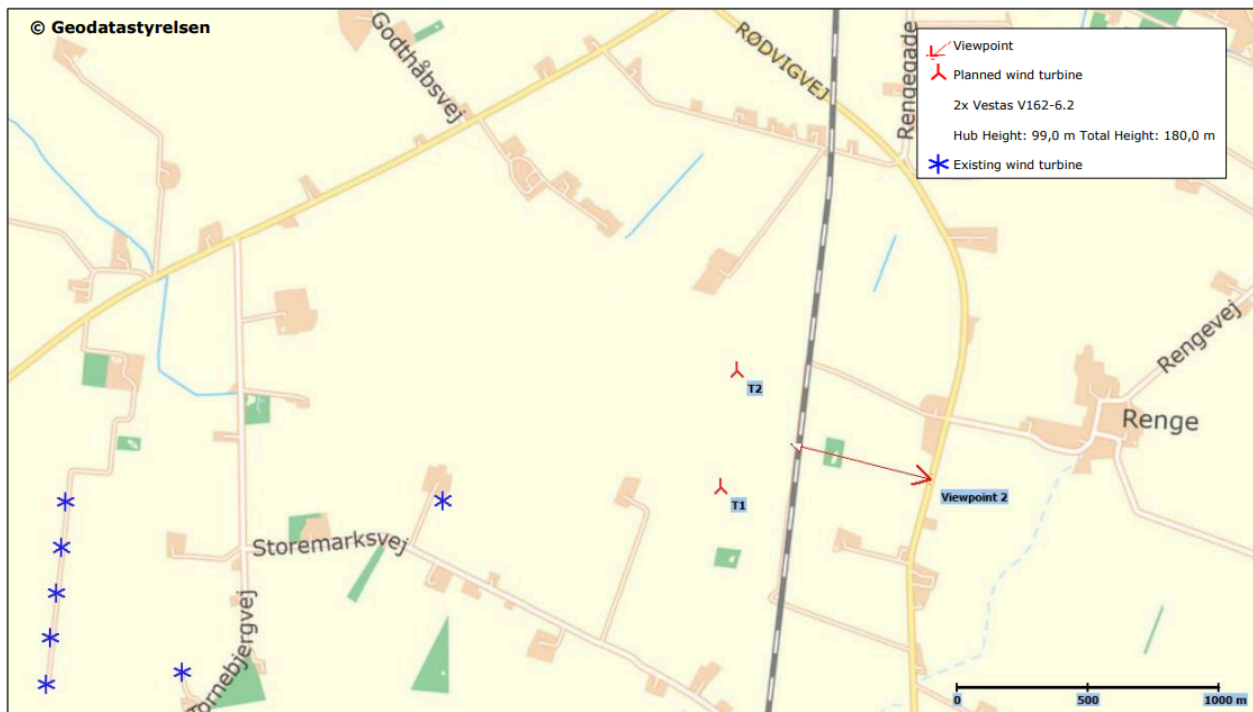 © Geodatastyrelsen
Godthåbsvej
RØDVIGVEJ
Rengegade
Viewpoint
Planned wind turbine
2x Vestas V162-6.2
Hub Height: 99,0 m Total Height: 180,0 m
Existing wind turbine
Rengevej
T2
Renge
T1
Viewpoint 2
Storemarksvej
Tornebjergvej
0
500
1000 m